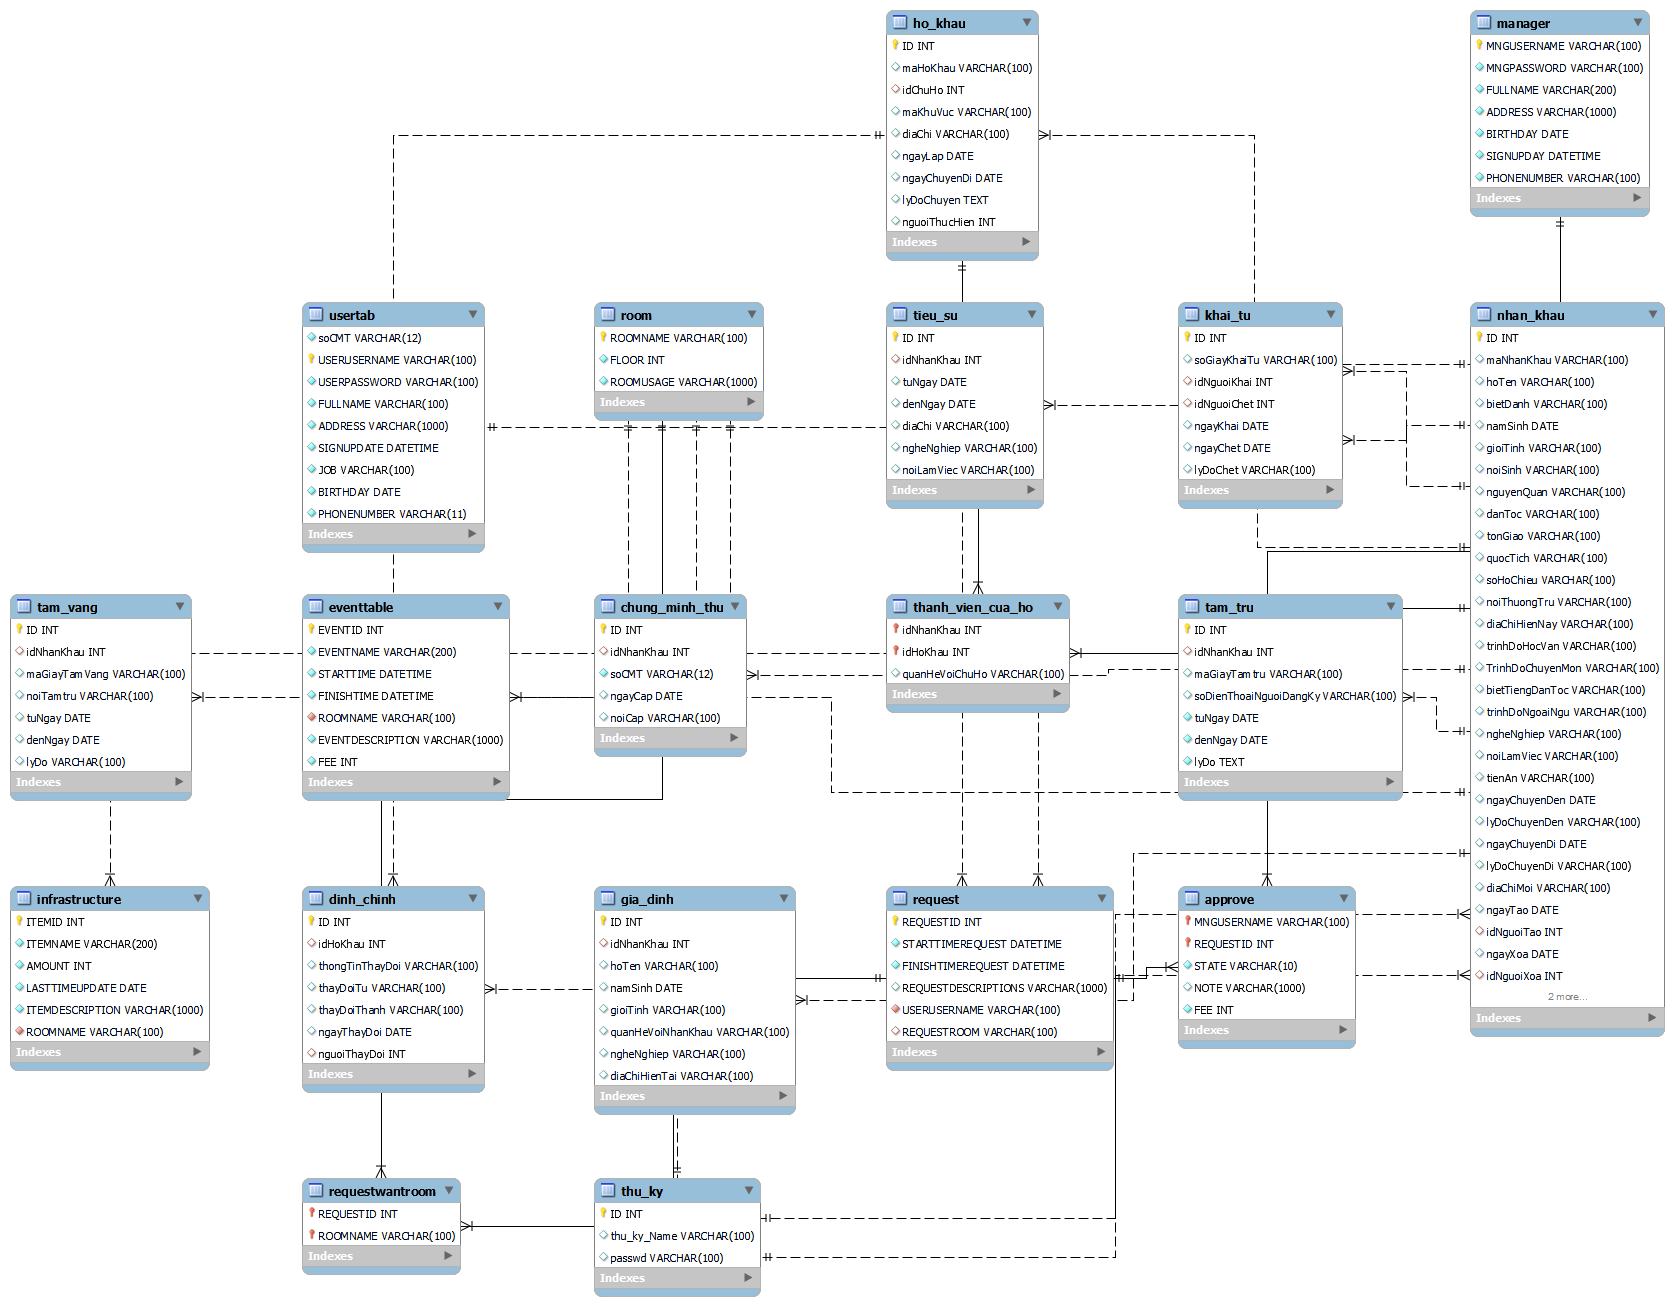 ho_khau
ID INT
maHoKhau VARCHAR(100)
idChuHo INT
maKhuVuc VARCHAR(100)
diaChi VARCHAR(100)
ngayLap DATE
ngayChuyenDi DATE
lyDoChuyen TEXT
nguoiThucHien INT
Indexes
manager
MNGUSERNAME VARCHAR(100)
MNGPASSWORD VARCHAR(100)
FULLNAME VARCHAR(200)
ADDRESS VARCHAR(1000)
BIRTHDAY DATE
SIGNUPDAY DATETIME
PHONENUMBER VARCHAR(100)
Indexes
usertab
soCMT VARCHAR(12)
USERUSERNAME VARCHAR(100)
USERPASSWORD VARCHAR(100)
FULLNAME VARCHAR(100)
ADDRESS VARCHAR(1000)
SIGNUPDATE DATETIME
JOB VARCHAR(100)
BIRTHDAY DATE
PHONENUMBER VARCHAR(11)
Indexes
room
ROOMNAME VARCHAR(100)
FLOOR INT
ROOMUSAGE VARCHAR(1000)
Indexes
tieu_su
ID INT
idNhanKhau INT
tuNgay DATE
denNgay DATE
diaChi VARCHAR(100)
ngheNghiep VARCHAR(100)
noiLamViec VARCHAR(100)
Indexes
khai_tu
ID INT
soGiayKhaiTu VARCHAR(100)
idNguoiKhai INT
idNguoiChet INT
ngayKhai DATE
ngayChet DATE
lyDoChet VARCHAR(100)
Indexes
nhan_khau
ID INT
maNhanKhau VARCHAR(100)
hoTen VARCHAR(100)
bietDanh VARCHAR(100)
namSinh DATE
gioiTinh VARCHAR(100)
noiSinh VARCHAR(100)
nguyenQuan VARCHAR(100)
danToc VARCHAR(100)
tonGiao VARCHAR(100)
quocTich VARCHAR(100)
soHoChieu VARCHAR(100)
noiThuongTru VARCHAR(100)
diaChiHienNay VARCHAR(100)
trinhDoHocVan VARCHAR(100)
TrinhDoChuyenMon VARCHAR(100)
bietTiengDanToc VARCHAR(100)
trinhDoNgoaiNgu VARCHAR(100)
ngheNghiep VARCHAR(100)
noiLamViec VARCHAR(100)
tienAn VARCHAR(100)
ngayChuyenDen DATE
lyDoChuyenDen VARCHAR(100)
ngayChuyenDi DATE
lyDoChuyenDi VARCHAR(100)
diaChiMoi VARCHAR(100)
ngayTao DATE
idNguoiTao INT
ngayXoa DATE
idNguoiXoa INT
2 more...
Indexes
tam_vang
ID INT
idNhanKhau INT
maGiayTamVang VARCHAR(100)
noiTamtru VARCHAR(100)
tuNgay DATE
denNgay DATE
lyDo VARCHAR(100)
Indexes
eventtable
EVENTID INT
EVENTNAME VARCHAR(200)
STARTTIME DATETIME
FINISHTIME DATETIME
ROOMNAME VARCHAR(100)
EVENTDESCRIPTION VARCHAR(1000)
FEE INT
Indexes
chung_minh_thu
ID INT
idNhanKhau INT
soCMT VARCHAR(12)
ngayCap DATE
noiCap VARCHAR(100)
Indexes
thanh_vien_cua_ho
idNhanKhau INT
idHoKhau INT
quanHeVoiChuHo VARCHAR(100)
Indexes
tam_tru
ID INT
idNhanKhau INT
maGiayTamtru VARCHAR(100)
soDienThoaiNguoiDangKy VARCHAR(100)
tuNgay DATE
denNgay DATE
lyDo TEXT
Indexes
infrastructure
ITEMID INT
ITEMNAME VARCHAR(200)
AMOUNT INT
LASTTIMEUPDATE DATE
ITEMDESCRIPTION VARCHAR(1000)
ROOMNAME VARCHAR(100)
Indexes
dinh_chinh
ID INT
idHoKhau INT
thongTinThayDoi VARCHAR(100)
thayDoiTu VARCHAR(100)
thayDoiThanh VARCHAR(100)
ngayThayDoi DATE
nguoiThayDoi INT
Indexes
gia_dinh
ID INT
idNhanKhau INT
hoTen VARCHAR(100)
namSinh DATE
gioiTinh VARCHAR(100)
quanHeVoiNhanKhau VARCHAR(100)
ngheNghiep VARCHAR(100)
diaChiHienTai VARCHAR(100)
Indexes
request
REQUESTID INT
STARTTIMEREQUEST DATETIME
FINISHTIMEREQUEST DATETIME
REQUESTDESCRIPTIONS VARCHAR(1000)
USERUSERNAME VARCHAR(100)
REQUESTROOM VARCHAR(100)
Indexes
approve
MNGUSERNAME VARCHAR(100)
REQUESTID INT
STATE VARCHAR(10)
NOTE VARCHAR(1000)
FEE INT
Indexes
requestwantroom
REQUESTID INT
ROOMNAME VARCHAR(100)
Indexes
thu_ky
ID INT
thu_ky_Name VARCHAR(100)
passwd VARCHAR(100)
Indexes